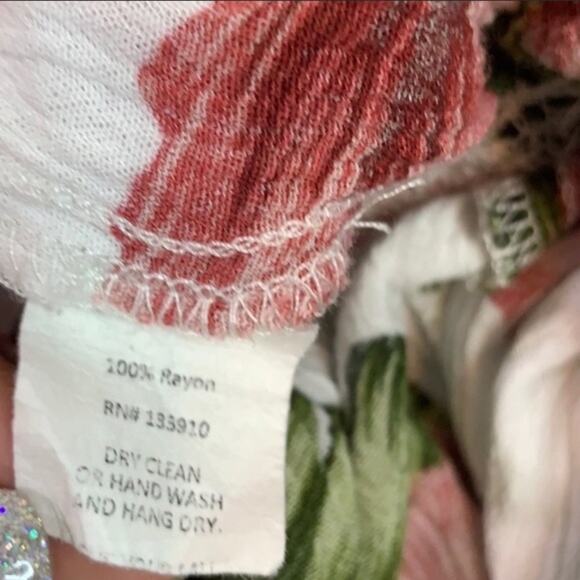 100% Rayon
RN# 133910
DRY CLEAN
OR HAND WASH
AND HANG DRY.